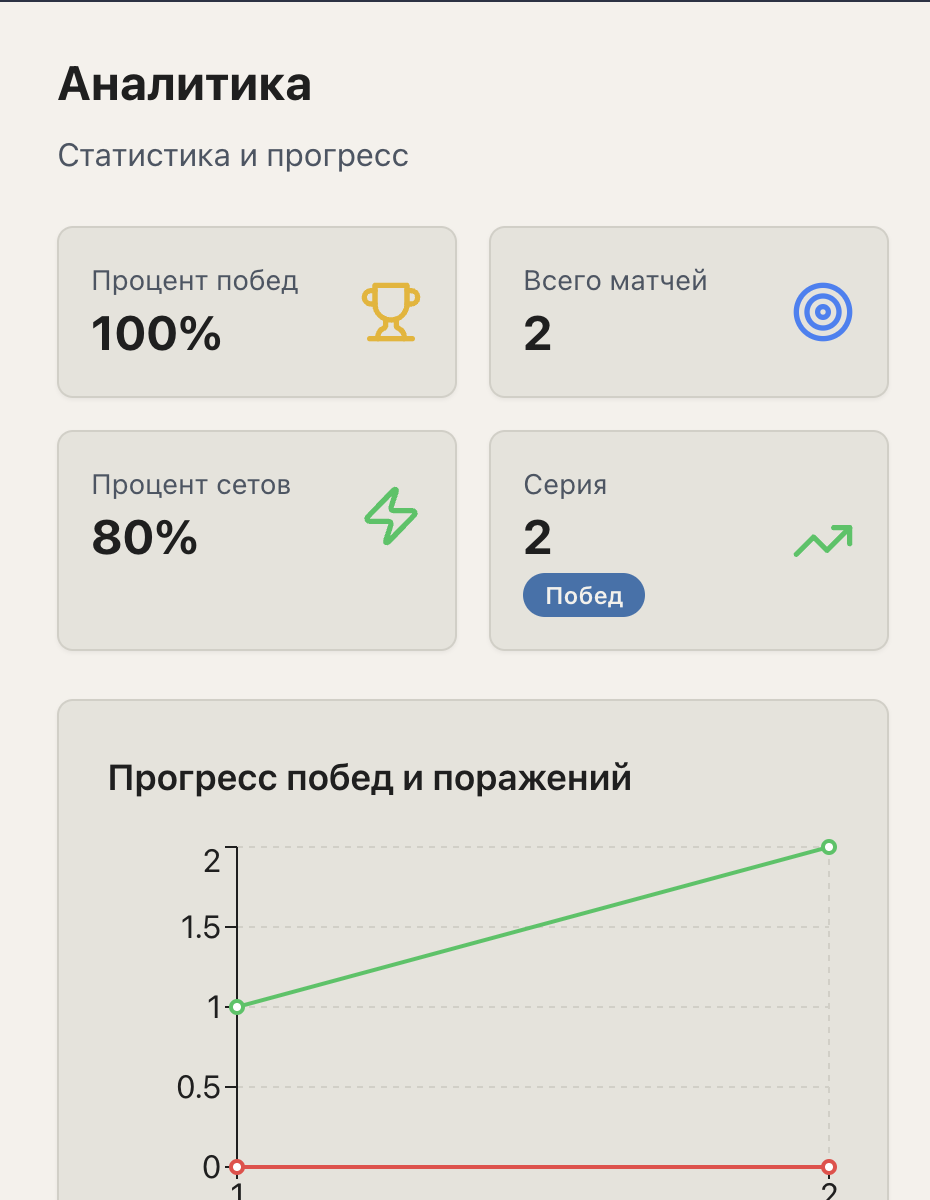 Аналитика
Статистика и прогресс
Процент побед
100%
Всего матчей
2
Процент сетов
80%
Серия
2
Побед
Прогресс побед и поражений
2
1.5
1
0.5
0
1
2